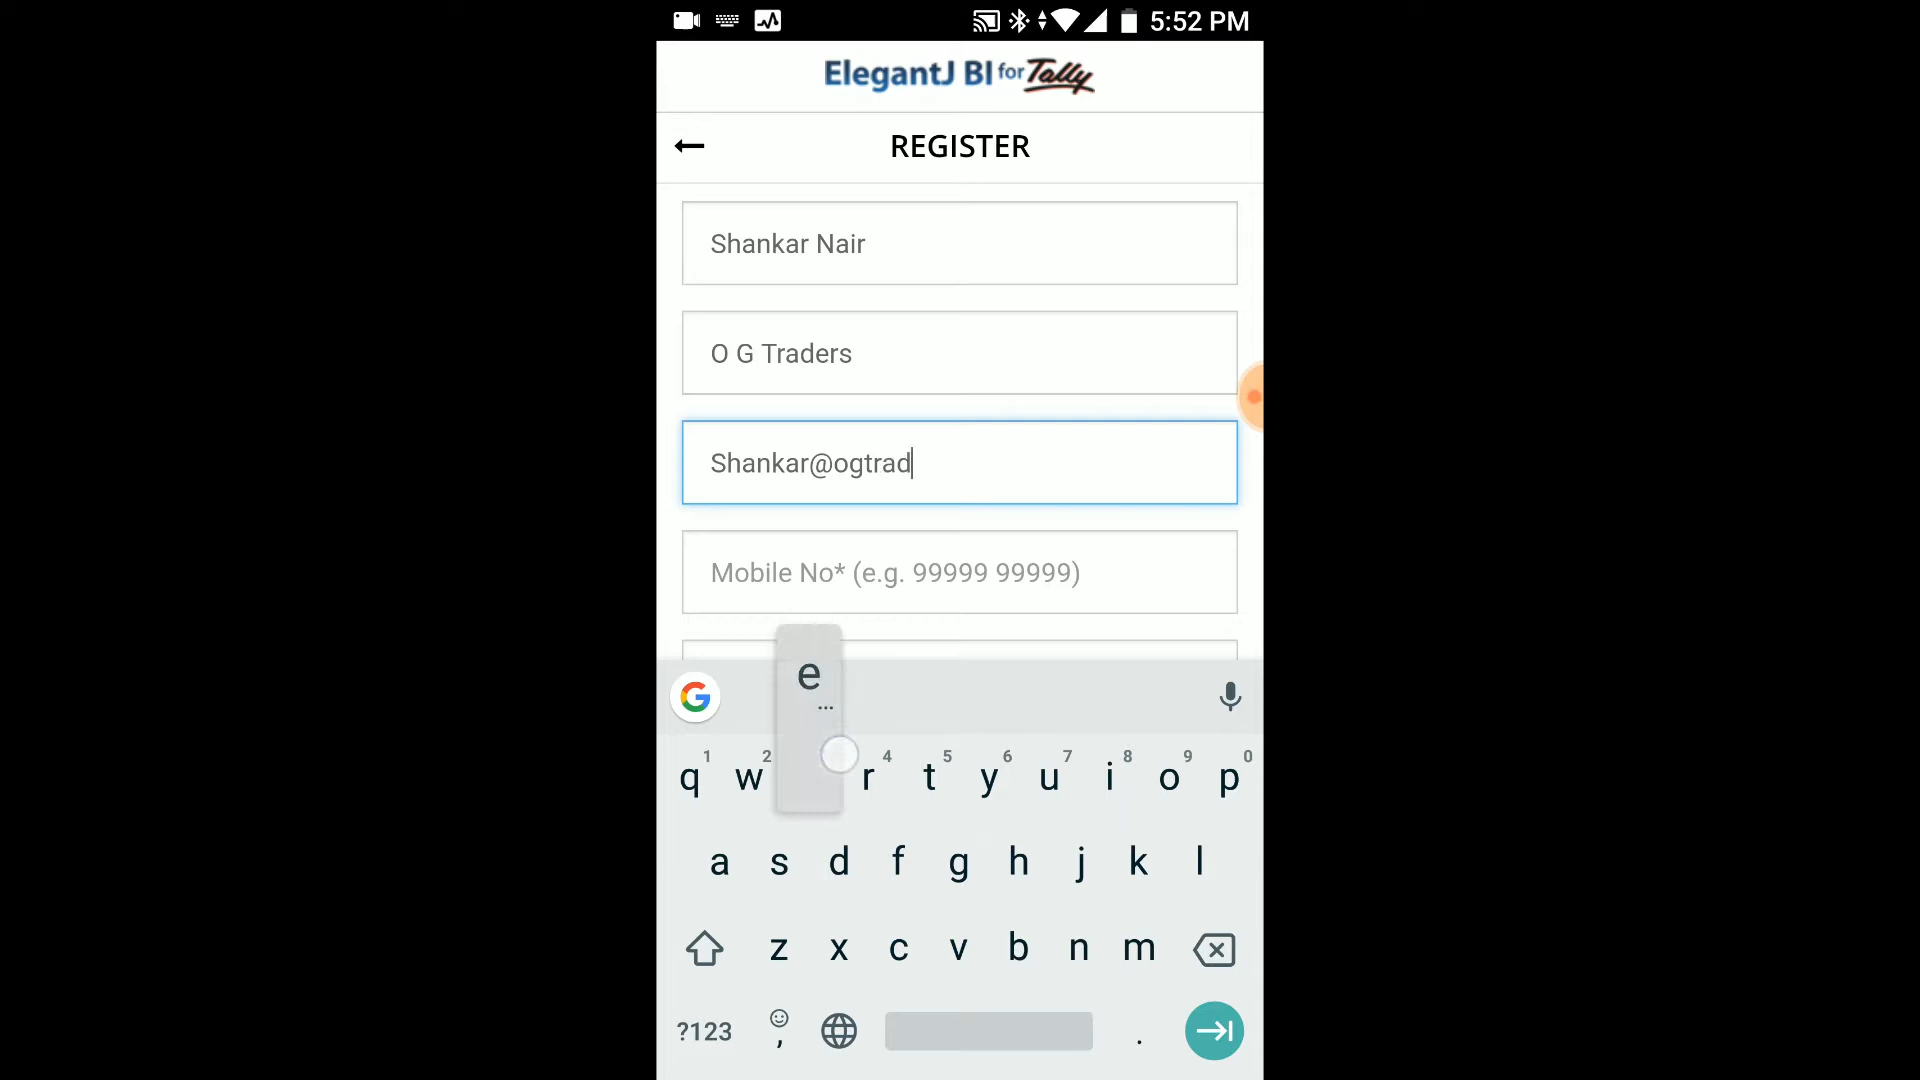 5:52 PM
ElegantJ BI for Tally
REGISTER
Shankar Nair
O G Traders
Shankar@ogtrad
Mobile No* (e.g. 99999 99999)
e
...
1 2 4 5 6 7 8 9 0
q w r t y u i o p
a s d f g h j k l
z x c v b n m
?123 , .